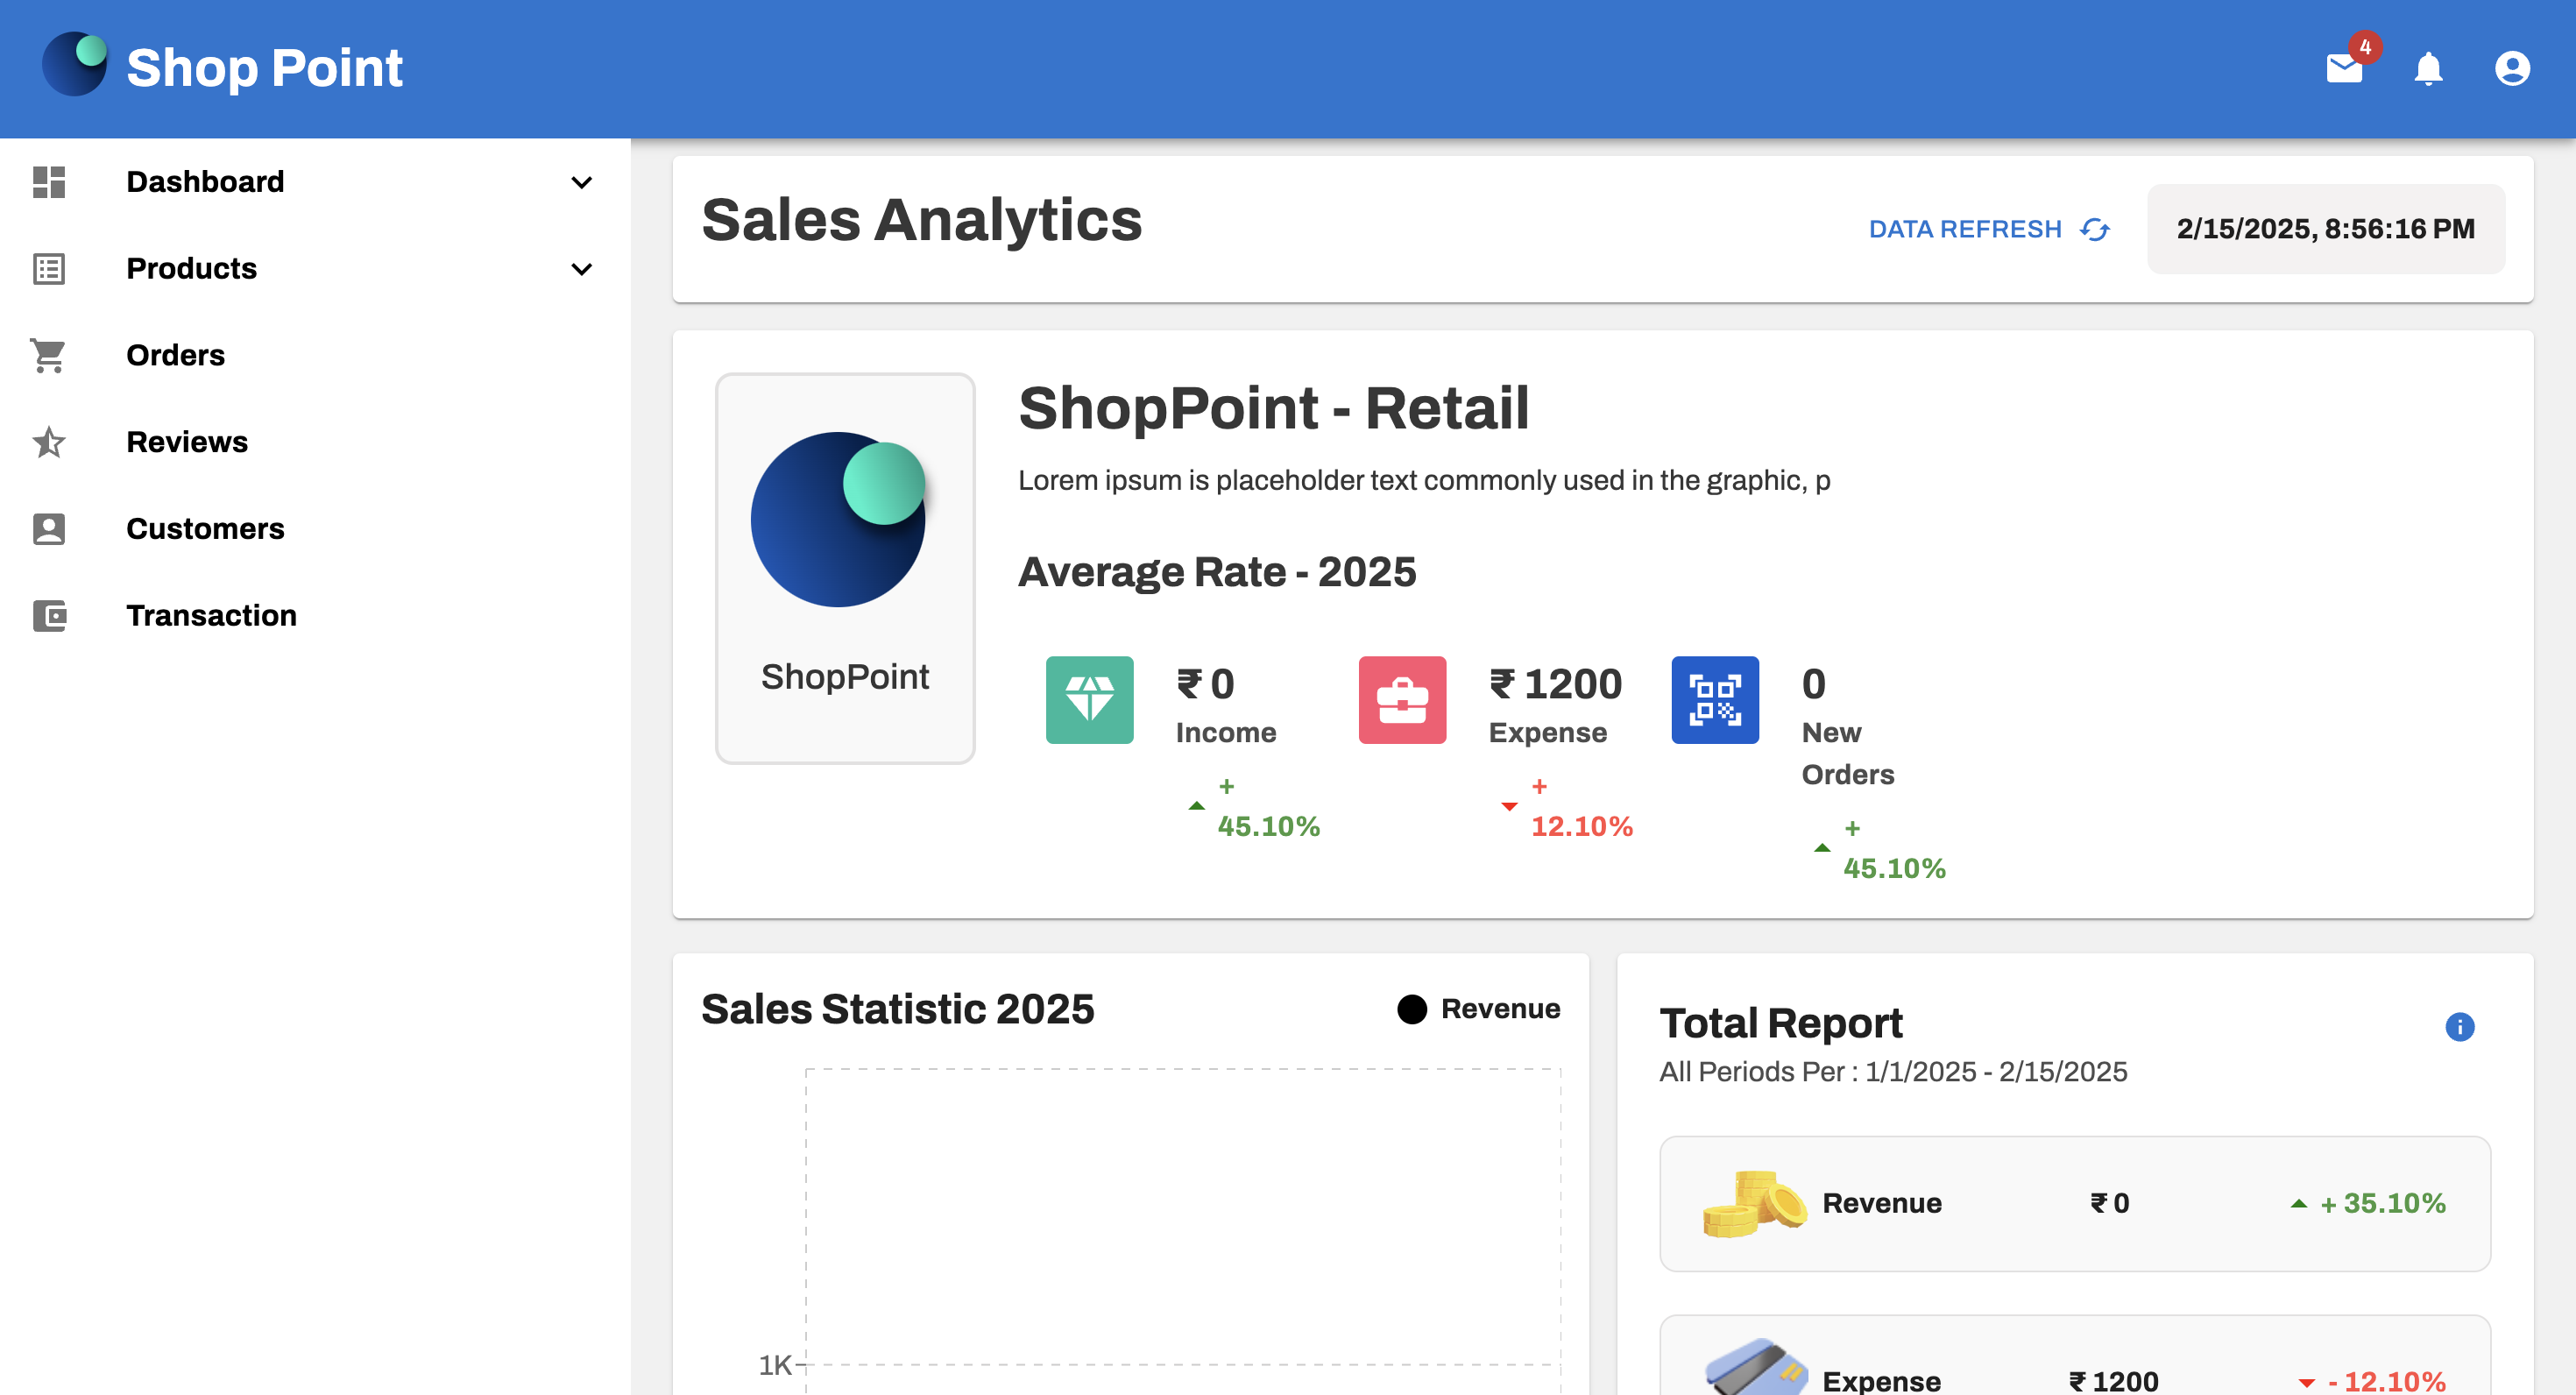 Shop Point
4
Dashboard
Products
Orders
Reviews
Customers
Transaction
Sales Analytics
DATA REFRESH
2/15/2025, 8:56:16 PM
ShopPoint
ShopPoint - Retail
Lorem ipsum is placeholder text commonly used in the graphic, p
Average Rate - 2025
₹ 0
Income
+
45.10%
₹ 1200
Expense
+
12.10%
0
New
Orders
+
45.10%
Sales Statistic 2025
Revenue
1K
Total Report
All Periods Per : 1/1/2025 - 2/15/2025
Revenue ₹ 0 + 35.10%
Expense ₹ 1200 - 12.10%